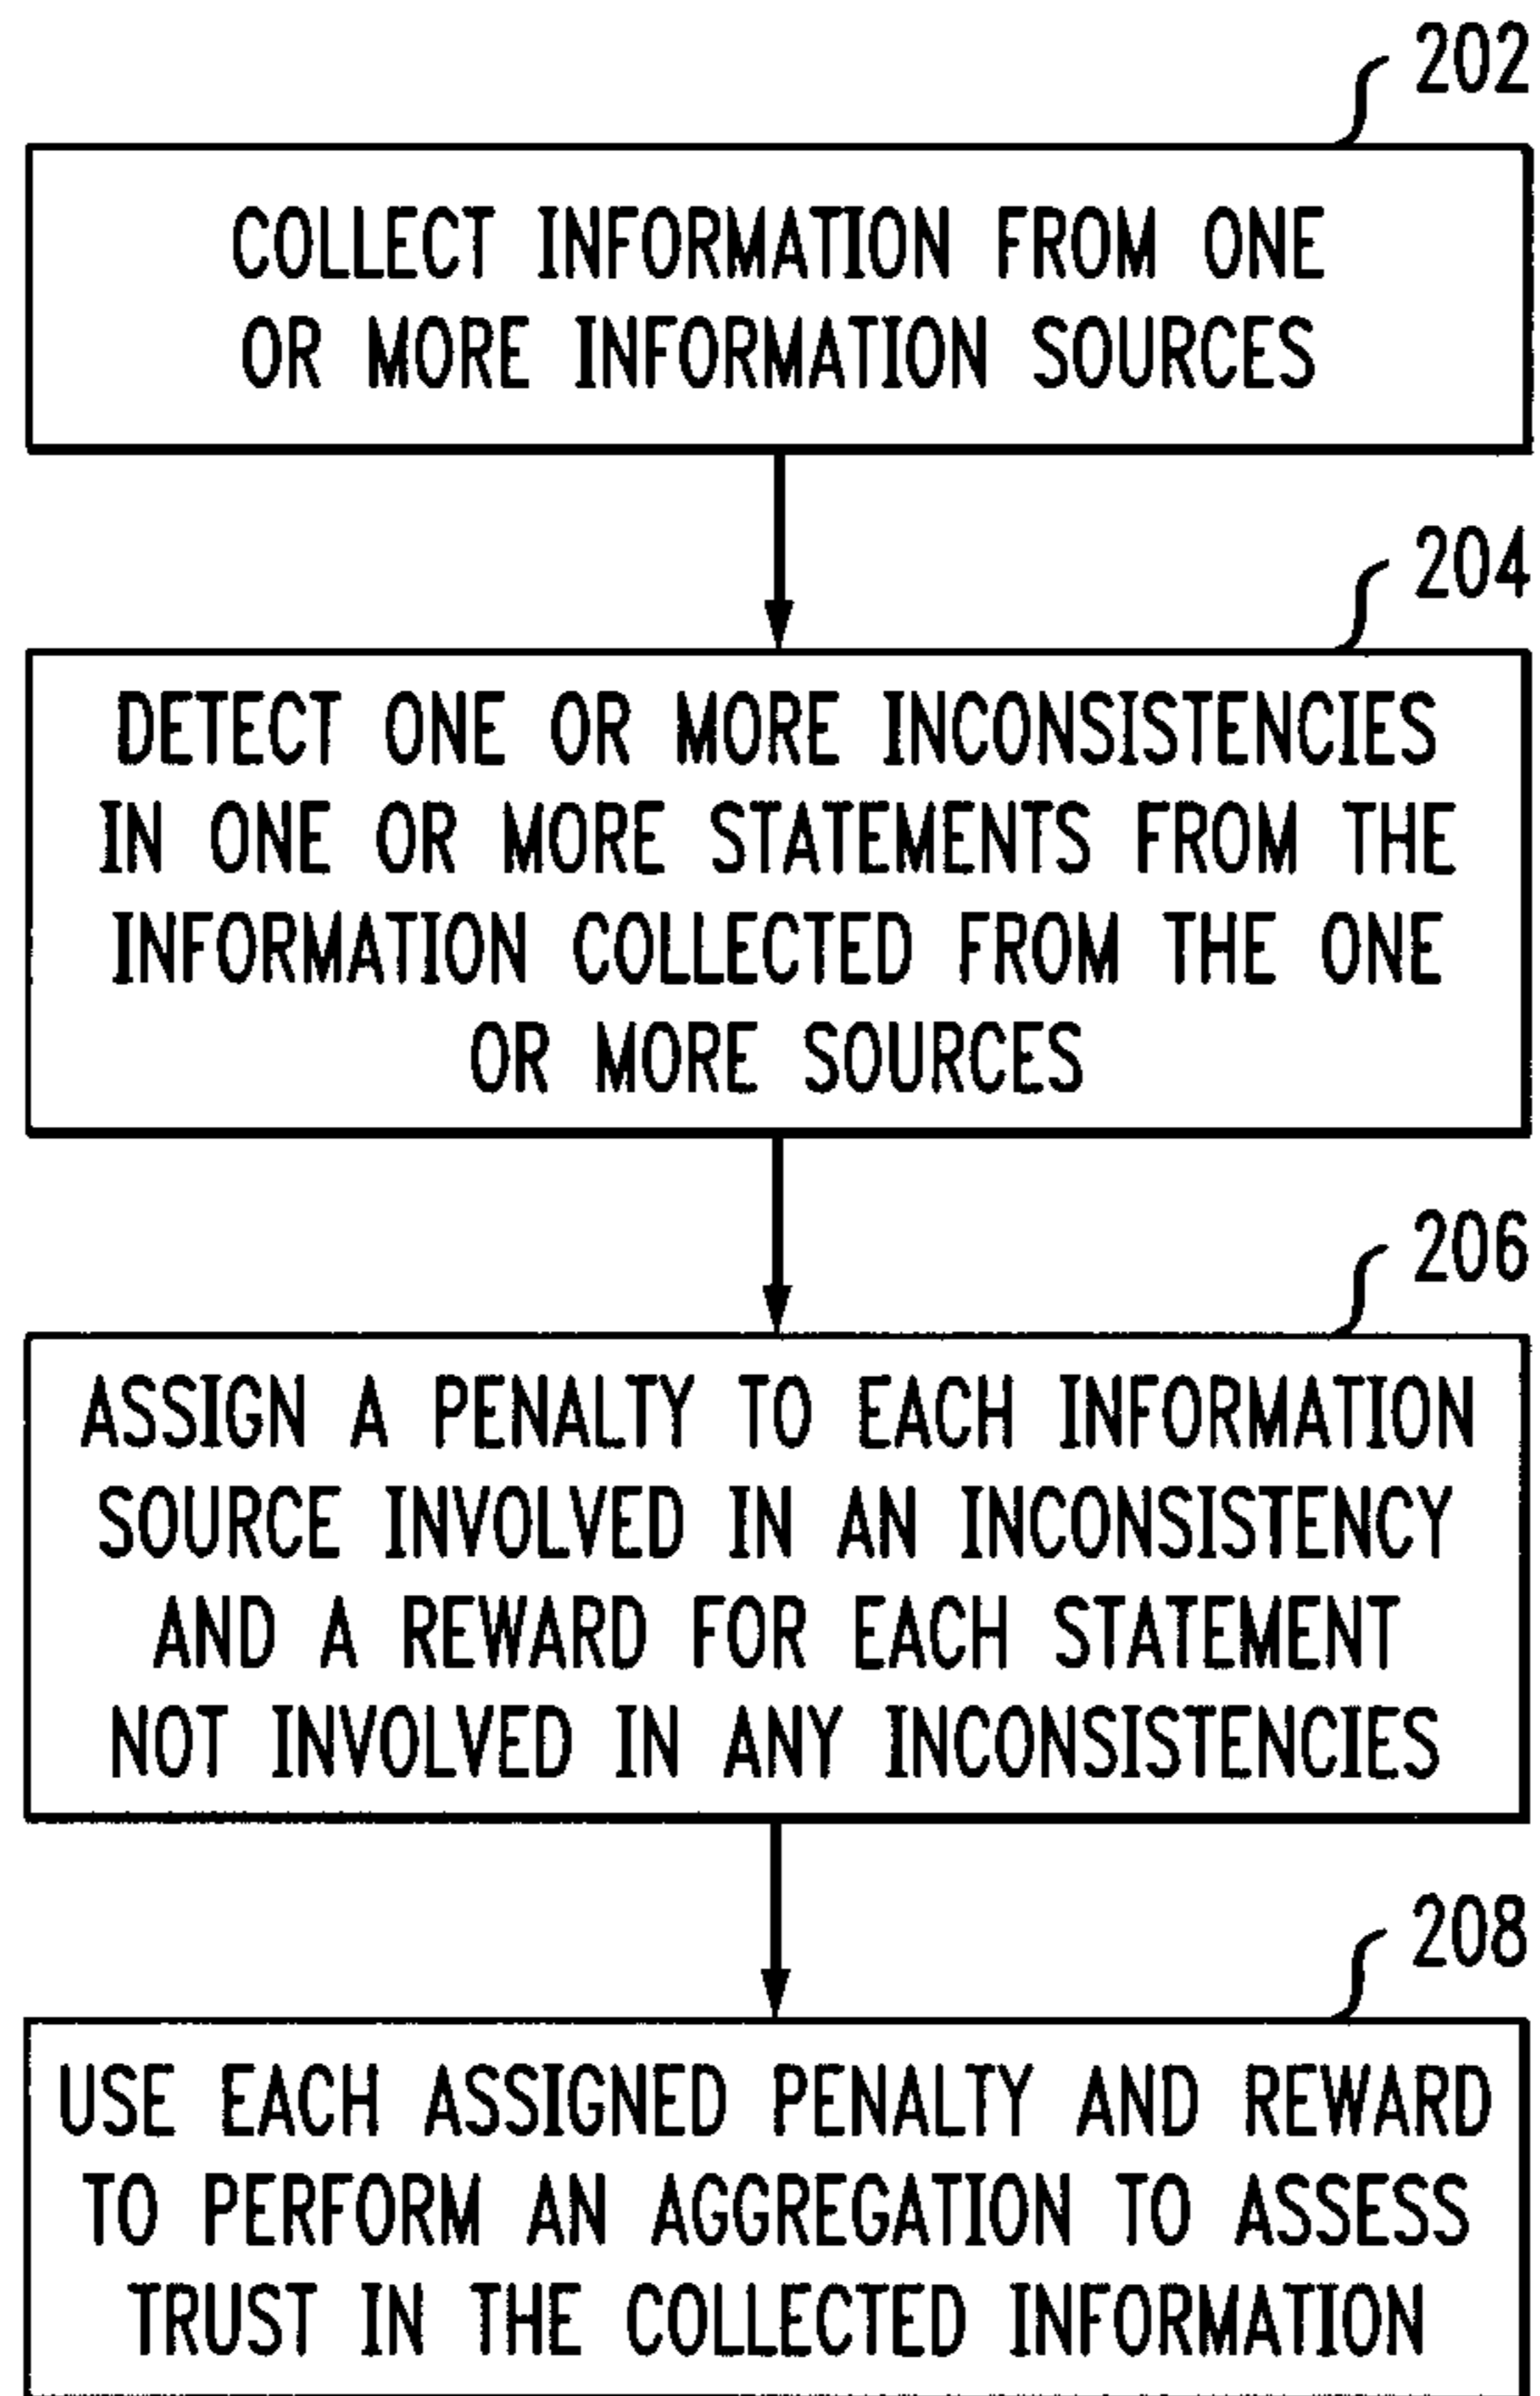 202
COLLECT INFORMATION FROM ONE
OR MORE INFORMATION SOURCES
204
DETECT ONE OR MORE INCONSISTENCIES
IN ONE OR MORE STATEMENTS FROM THE
INFORMATION COLLECTED FROM THE ONE
OR MORE SOURCES
206
ASSIGN A PENALTY TO EACH INFORMATION
SOURCE INVOLVED IN AN INCONSISTENCY
AND A REWARD FOR EACH STATEMENT
NOT INVOLVED IN ANY INCONSISTENCIES
208
USE EACH ASSIGNED PENALTY AND REWARD
TO PERFORM AN AGGREGATION TO ASSESS
TRUST IN THE COLLECTED INFORMATION